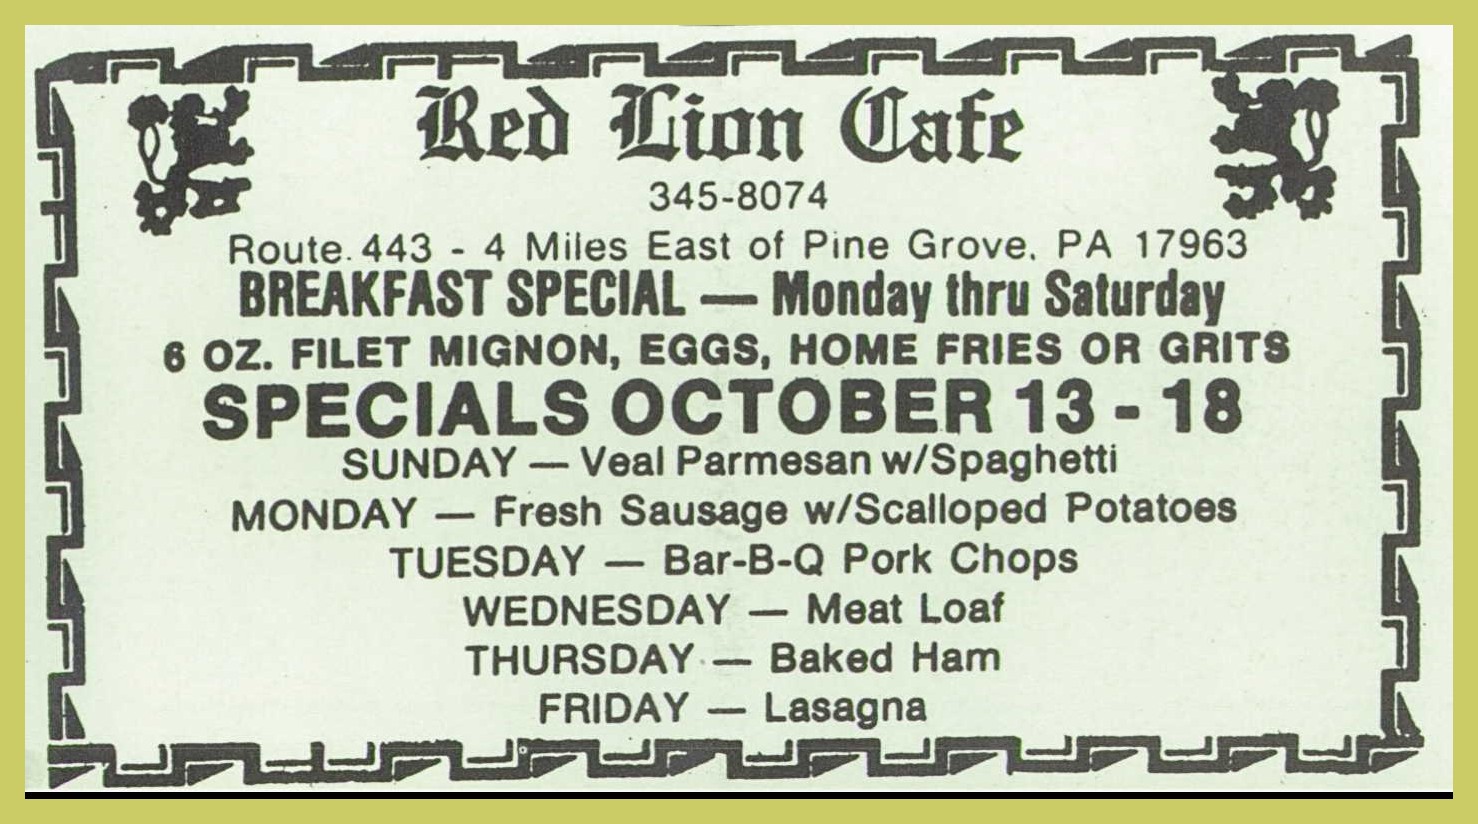 Red Lion Cafe
345-8074
Route 443 - 4 Miles East of Pine Grove, PA 17963
BREAKFAST SPECIAL — Monday thru Saturday
6 OZ. FILET MIGNON, EGGS, HOME FRIES OR GRITS
SPECIALS OCTOBER 13 - 18
SUNDAY — Veal Parmesan w/Spaghetti
MONDAY — Fresh Sausage w/Scalloped Potatoes
TUESDAY — Bar-B-Q Pork Chops
WEDNESDAY — Meat Loaf
THURSDAY — Baked Ham
FRIDAY — Lasagna